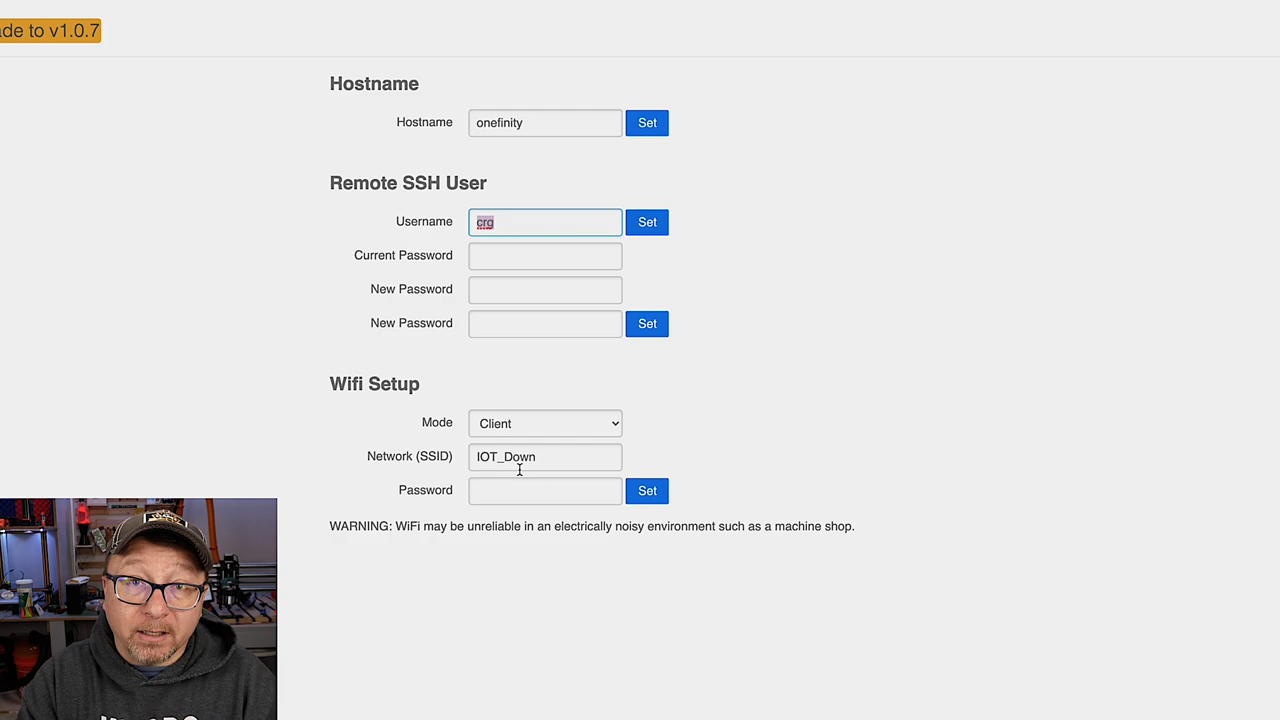 de to v1.0.7
Hostname
Hostname onefinity Set
Remote SSH User
Username crg Set
Current Password
New Password
New Password Set
Wifi Setup
Mode Client
Network (SSID) IOT_Down
Password Set
WARNING: WiFi may be unreliable in an electrically noisy environment such as a machine shop.